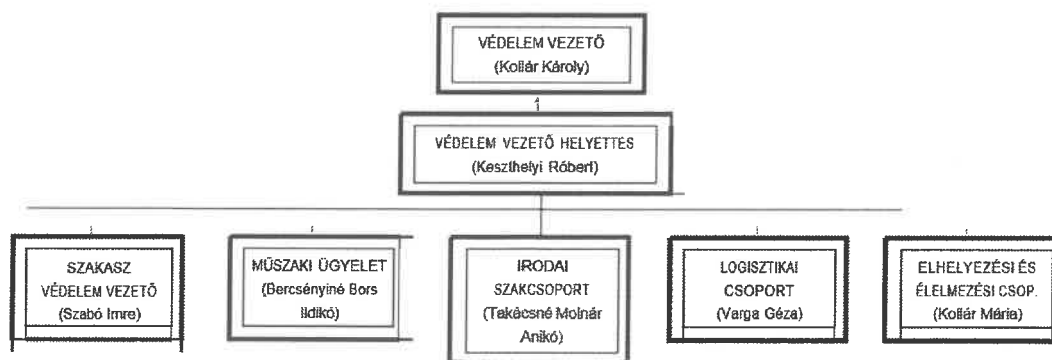 VÉDELEM VEZETŐ
(Kollár Károly)
VÉDELEM VEZETŐ HELYETTES
(Keszthelyi Róbert)
SZAKASZ
VÉDELEM VEZETŐ
(Szabó Imre)
MŰSZAKI ÜGYELET
(Bercsényiné Bors
Ildikó)
IRODAI
SZAKCSOPORT
(Takácsné Molnár
Anikó)
LOGISZTIKAI
CSOPORT
(Varga Géza)
ELHELYEZÉSI ÉS
ÉLELMEZÉSI CSOP.
(Kollár Mária)